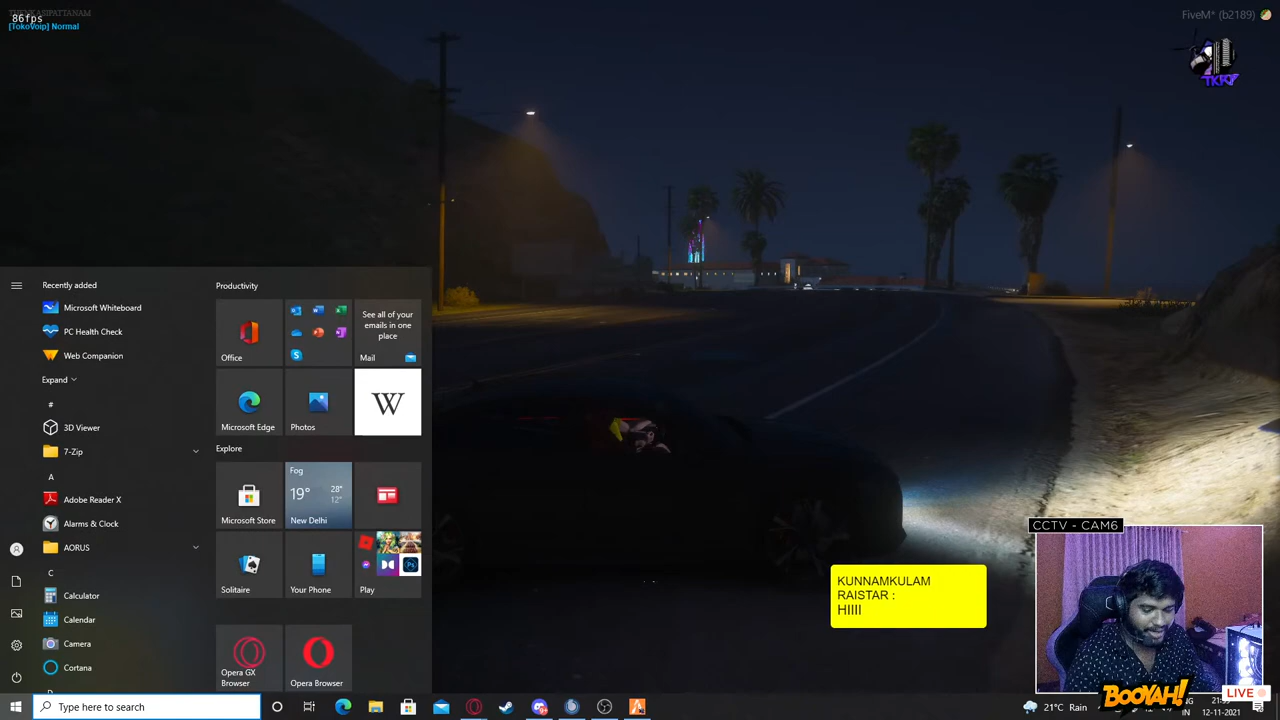 86fps
[TokoVoip] Normal
FiveM* (b2189)
TKRP
Recently added
Microsoft Whiteboard
PC Health Check
Web Companion
Expand
#
3D Viewer
7-Zip
A
Adobe Reader X
Alarms & Clock
AORUS
C
Calculator
Calendar
Camera
Cortana
Productivity
Office
See all of your
emails in one
place
Mail
Microsoft Edge
Photos
W
Explore
Microsoft Store
Fog
19°
28°
12°
New Delhi
Solitaire
Your Phone
Play
Opera GX
Browser
Opera Browser
KUNNAMKULAM
RAISTAR :
HIIII
CCTV - CAM6
BOOYAH!
LIVE
Type here to search
21°C Rain
IN
12-11-2021